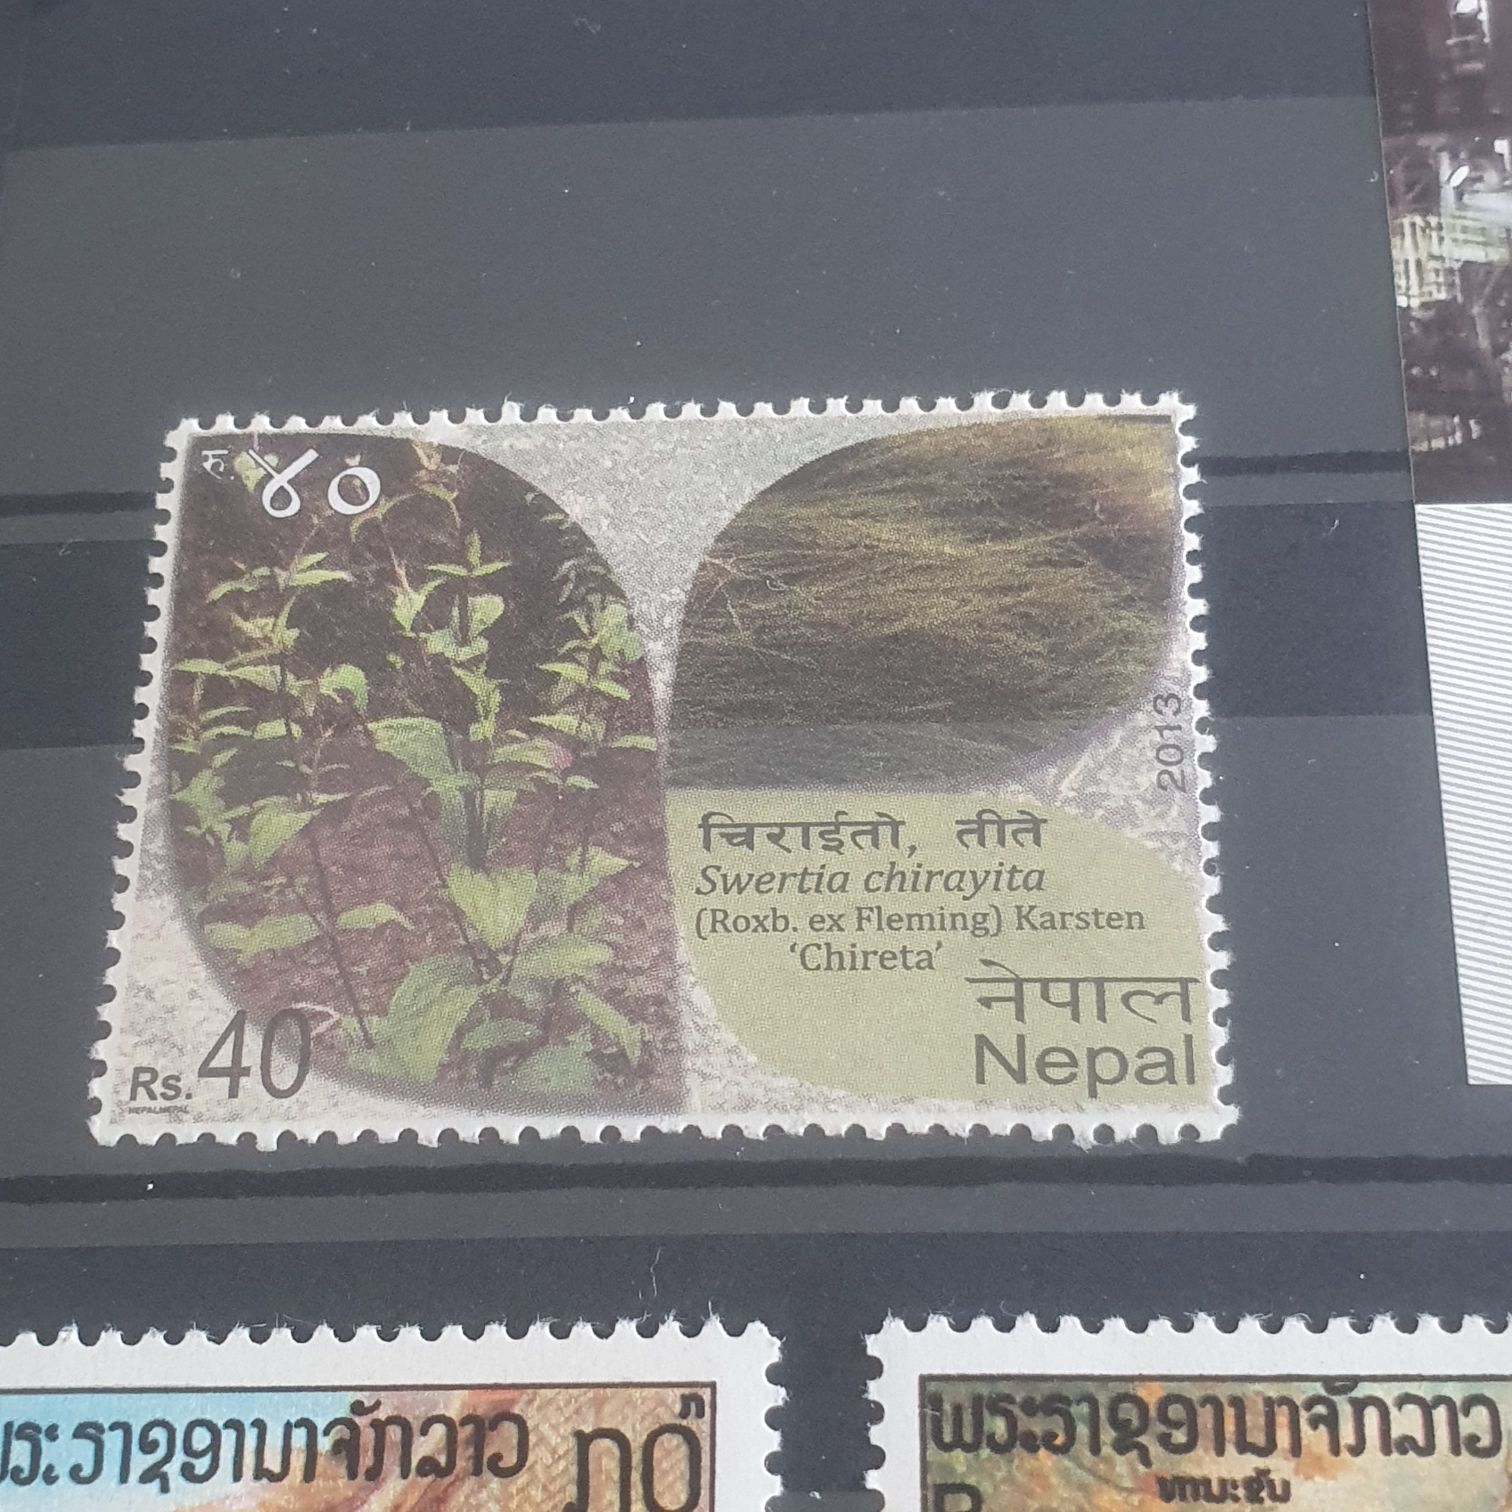 रु. ४०
2013
चिराईतो, तीते
Swertia chirayita
(Roxb. ex Fleming) Karsten
‘Chireta’
नेपाल
Nepal
Rs. 40
NEPALNEPAL
ພຣະຣາຊອານາຈັກລາວ
ພຣະຣາຊອານາຈັກລາວ